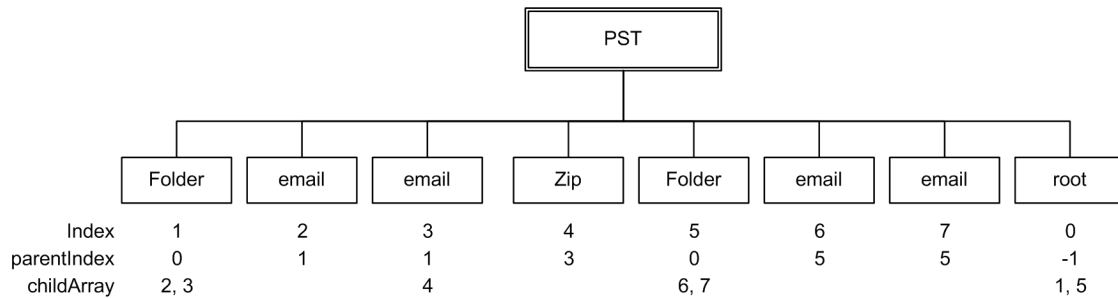 PST
Folder email email Zip Folder email email root
Index 1 2 3 4 5 6 7 0
parentIndex 0 1 1 3 0 5 5 -1
childArray 2, 3 4 6, 7 1, 5